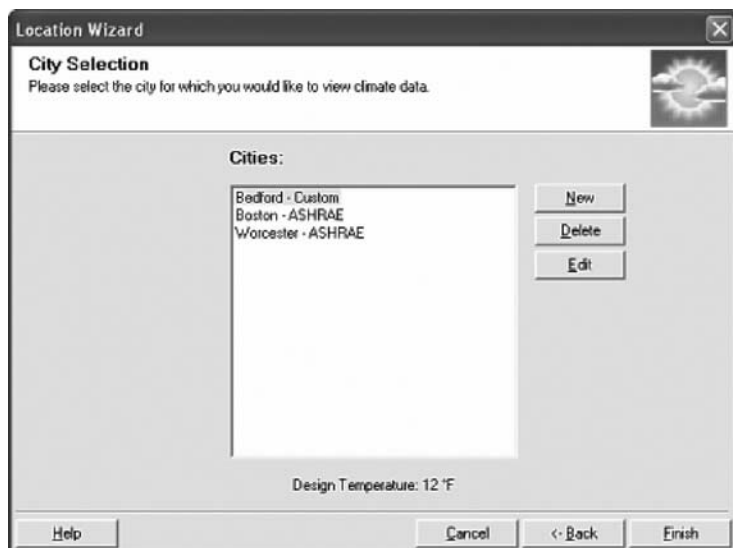 Location Wizard
City Selection
Please select the city for which you would like to view climate data.
Cities:
Bedford - Custom
Boston - ASHRAE
Worcester - ASHRAE
New
Delete
Edit
Design Temperature: 12 °F
Help
Cancel
<- Back
Finish